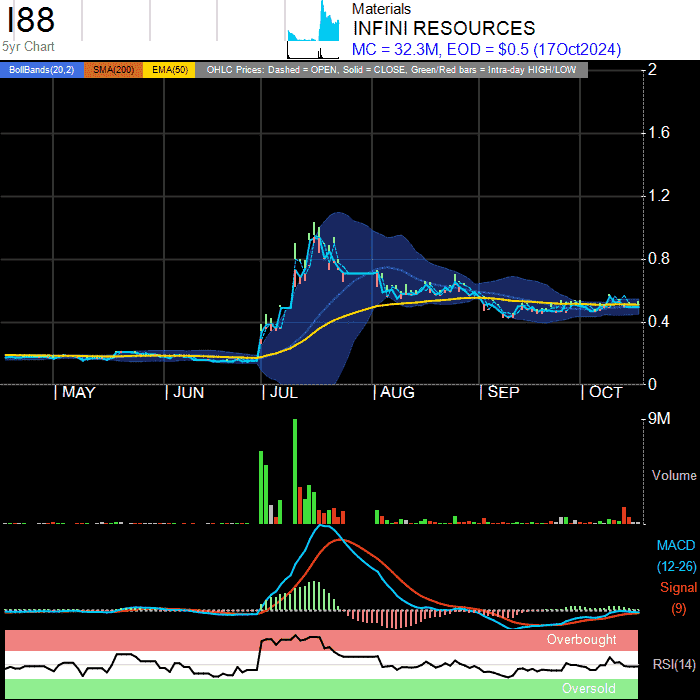 I88
5yr Chart
Materials
INFINI RESOURCES
MC = 32.3M, EOD = $0.5 (17Oct2024)
BollBands(20,2) SMA(200) EMA(50) OHLC Prices: Dashed = OPEN, Solid = CLOSE, Green/Red bars = Intra-day HIGH/LOW
2
1.6
1.2
0.8
0.4
0
MAY JUN JUL AUG SEP OCT
9M
Volume
MACD
(12-26)
Signal
(9)
Overbought
RSI(14)
Oversold